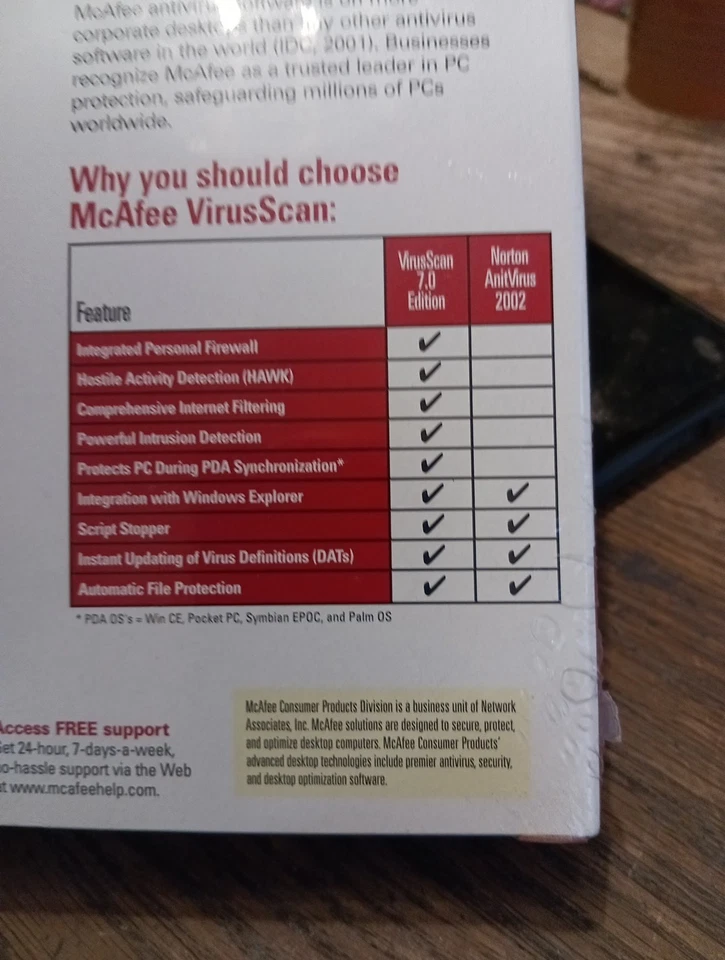 McAfee antivirus software is on more
corporate desktops than any other antivirus
software in the world (IDC, 2001). Businesses
recognize McAfee as a trusted leader in PC
protection, safeguarding millions of PCs
worldwide.
Why you should choose
McAfee VirusScan:
Feature
VirusScan
7.0
Edition
Norton
AnitVirus
2002
Integrated Personal Firewall ✔
Hostile Activity Detection (HAWK) ✔
Comprehensive Internet Filtering ✔
Powerful Intrusion Detection ✔
Protects PC During PDA Synchronization* ✔
Integration with Windows Explorer ✔ ✔
Script Stopper ✔ ✔
Instant Updating of Virus Definitions (DATs) ✔ ✔
Automatic File Protection ✔ ✔
* PDA OS's = Win CE, Pocket PC, Symbian EPOC, and Palm OS
Access FREE support
et 24-hour, 7-days-a-week,
o-hassle support via the Web
t www.mcafeehelp.com.
McAfee Consumer Products Division is a business unit of Network
Associates, Inc. McAfee solutions are designed to secure, protect,
and optimize desktop computers. McAfee Consumer Products'
advanced desktop technologies include premier antivirus, security,
and desktop optimization software.